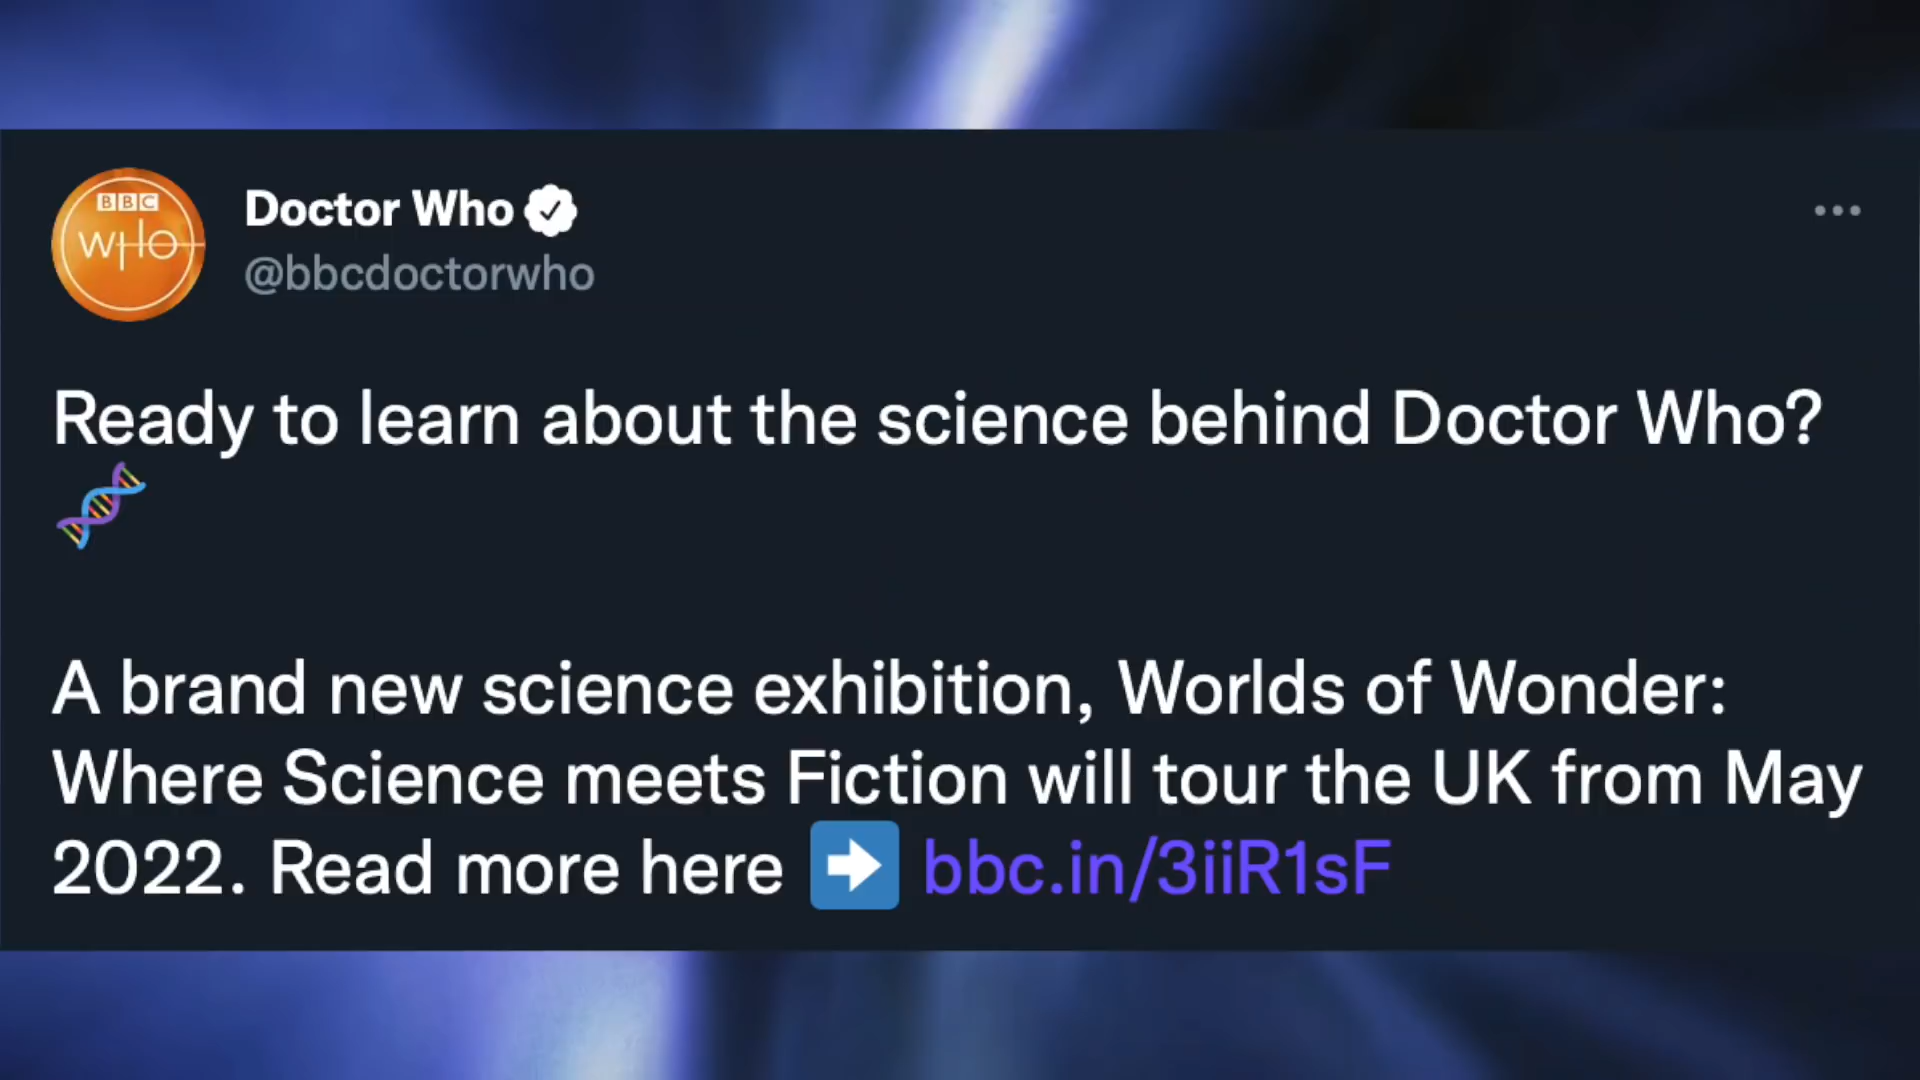 BBC
WHO
Doctor Who
@bbcdoctorwho
Ready to learn about the science behind Doctor Who?
🧬
A brand new science exhibition, Worlds of Wonder:
Where Science meets Fiction will tour the UK from May
2022. Read more here ➡️ bbc.in/3iiR1sF